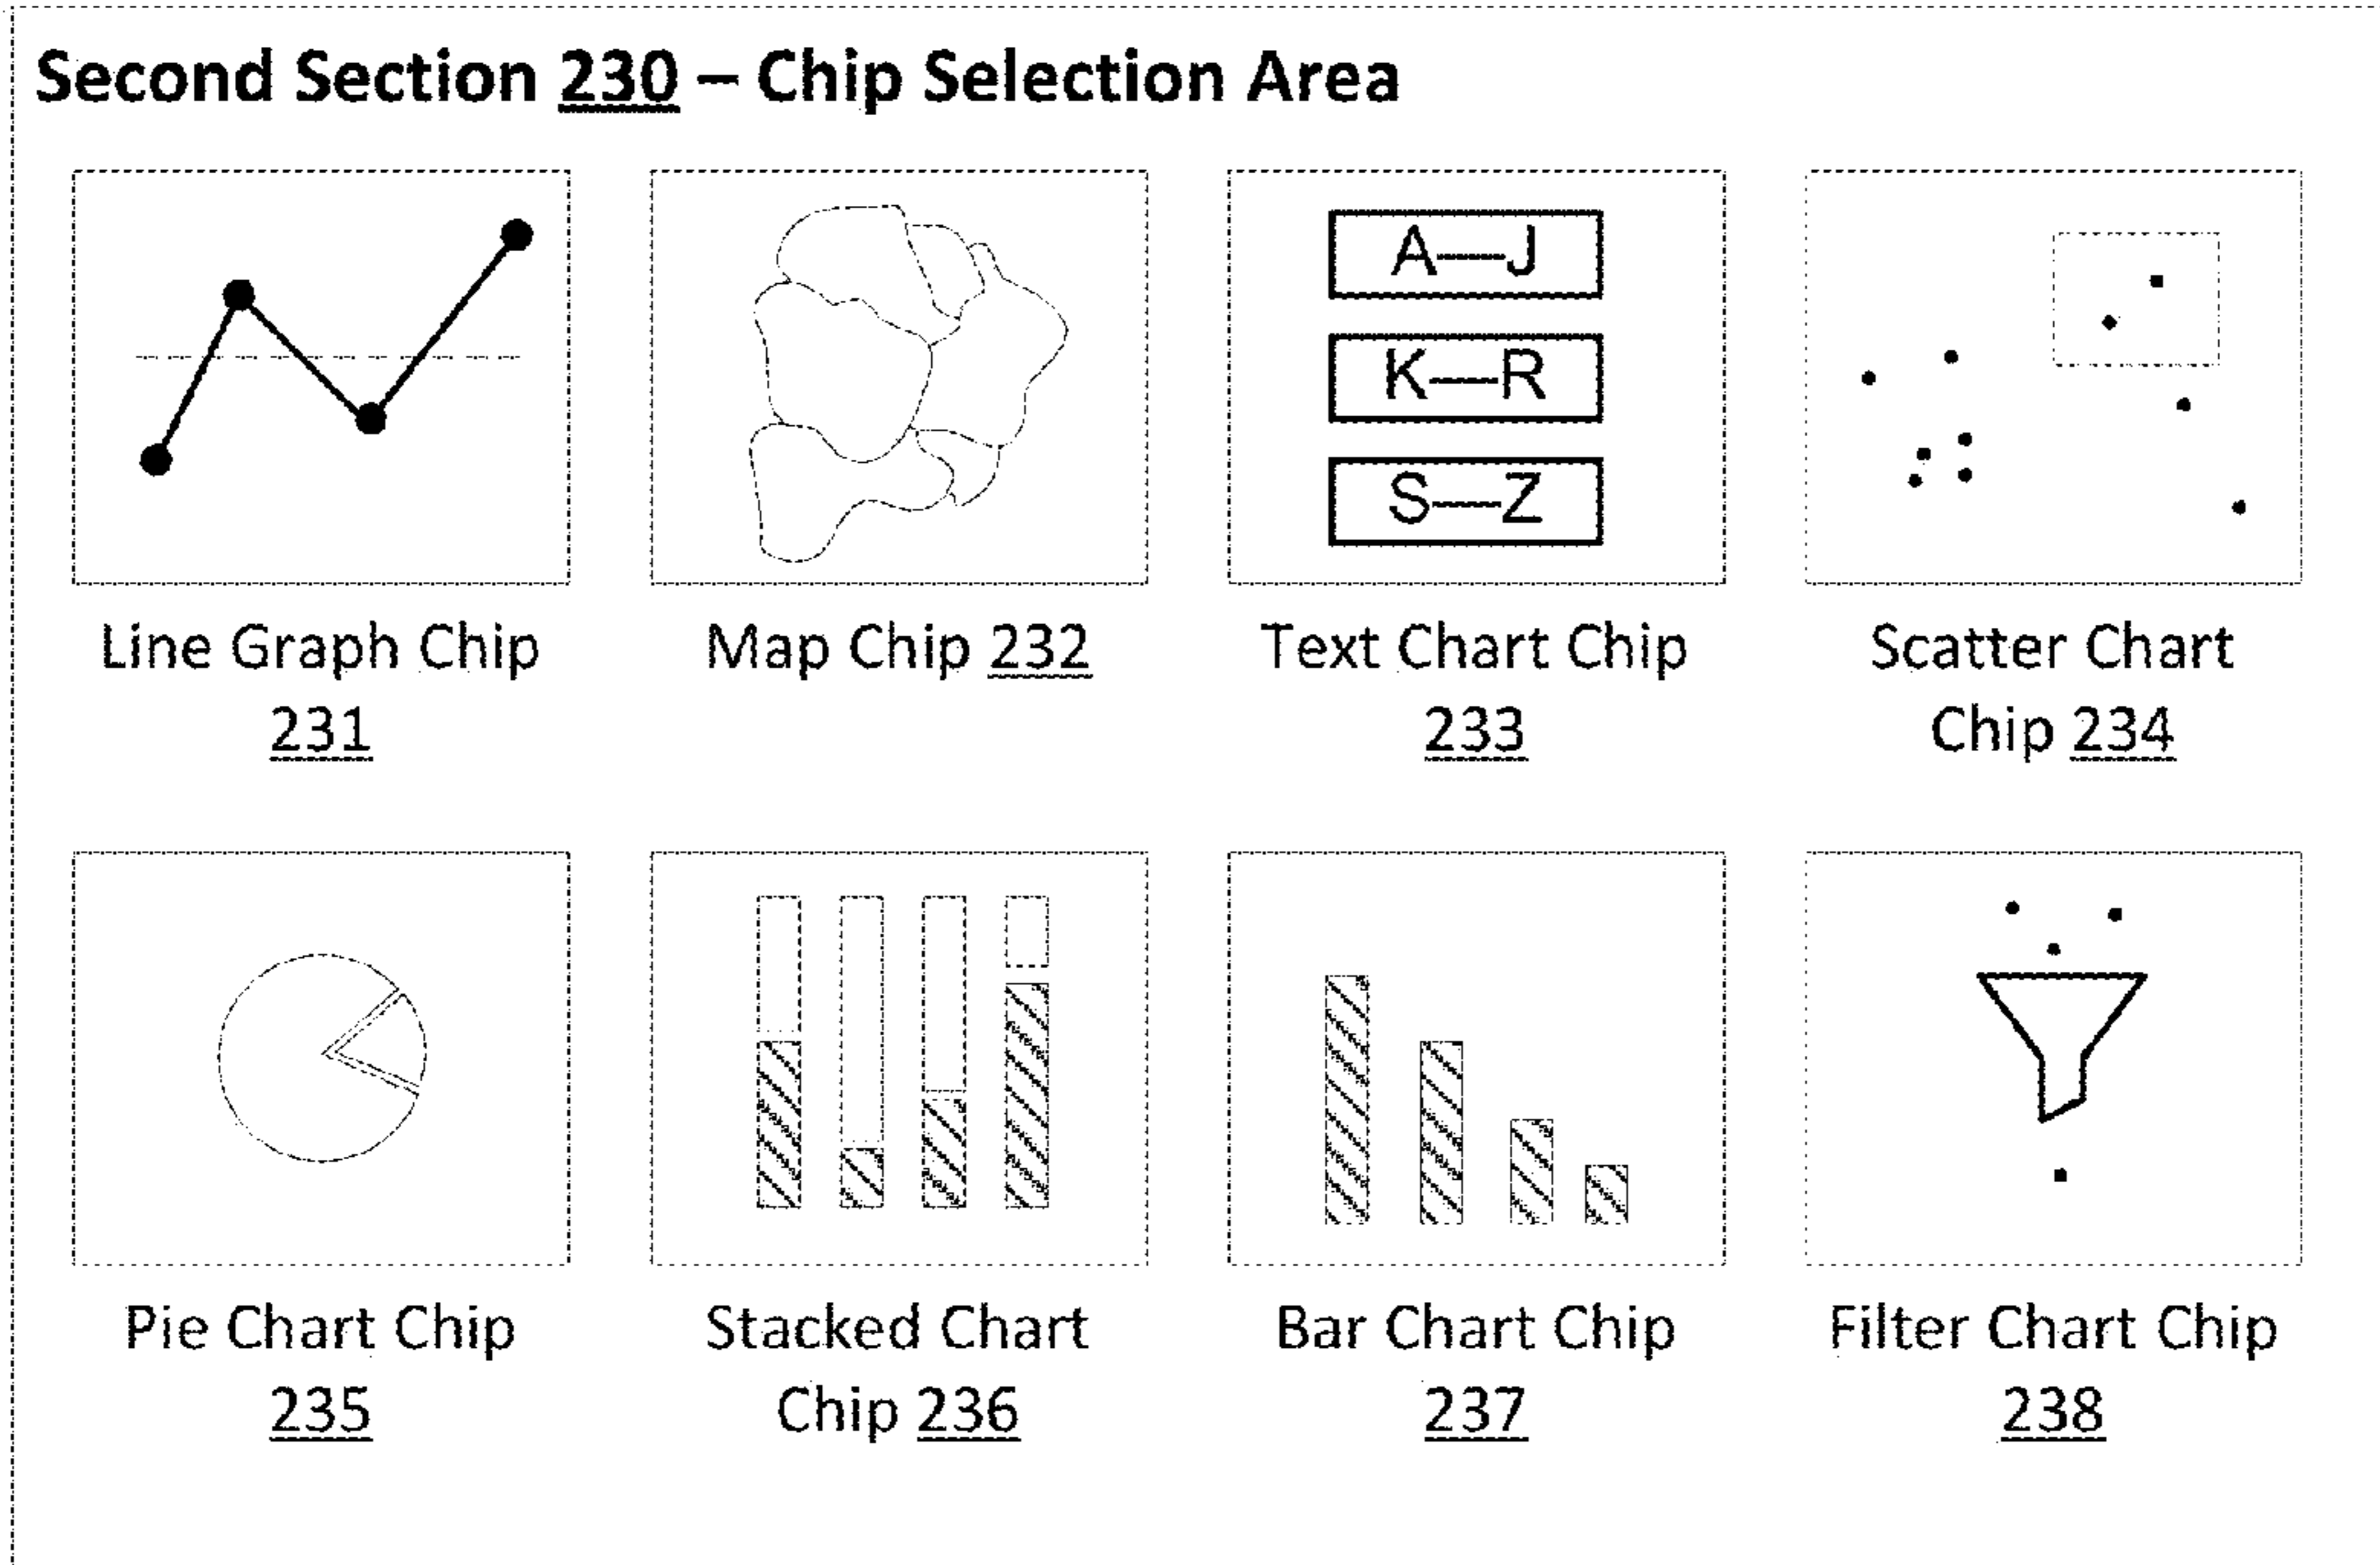 Second Section 230 – Chip Selection Area
A—J
K—R
S—Z
Line Graph Chip
231
Map Chip 232
Text Chart Chip
233
Scatter Chart
Chip 234
Pie Chart Chip
235
Stacked Chart
Chip 236
Bar Chart Chip
237
Filter Chart Chip
238